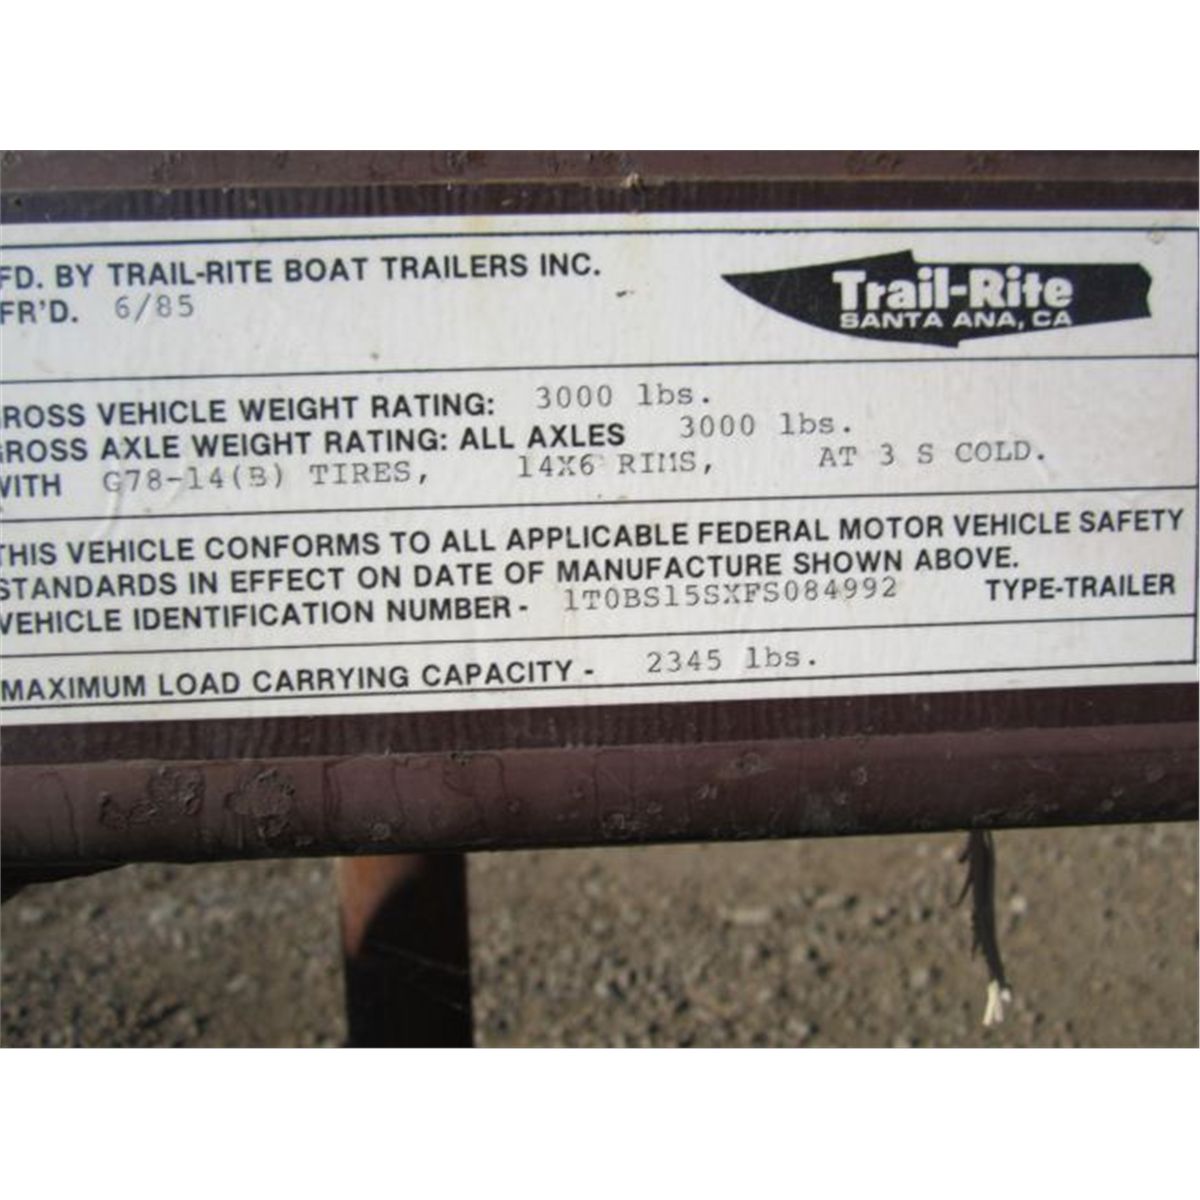 FD. BY TRAIL-RITE BOAT TRAILERS INC.
FR'D. 6/85
Trail-Rite
SANTA ANA, CA
ROSS VEHICLE WEIGHT RATING: 3000 lbs.
ROSS AXLE WEIGHT RATING: ALL AXLES 3000 lbs.
WITH G78-14(B) TIRES, 14X6 RIMS, AT 3 S COLD.
THIS VEHICLE CONFORMS TO ALL APPLICABLE FEDERAL MOTOR VEHICLE SAFETY
STANDARDS IN EFFECT ON DATE OF MANUFACTURE SHOWN ABOVE.
VEHICLE IDENTIFICATION NUMBER - 1T0BS15SXFS084992 TYPE-TRAILER
MAXIMUM LOAD CARRYING CAPACITY - 2345 lbs.